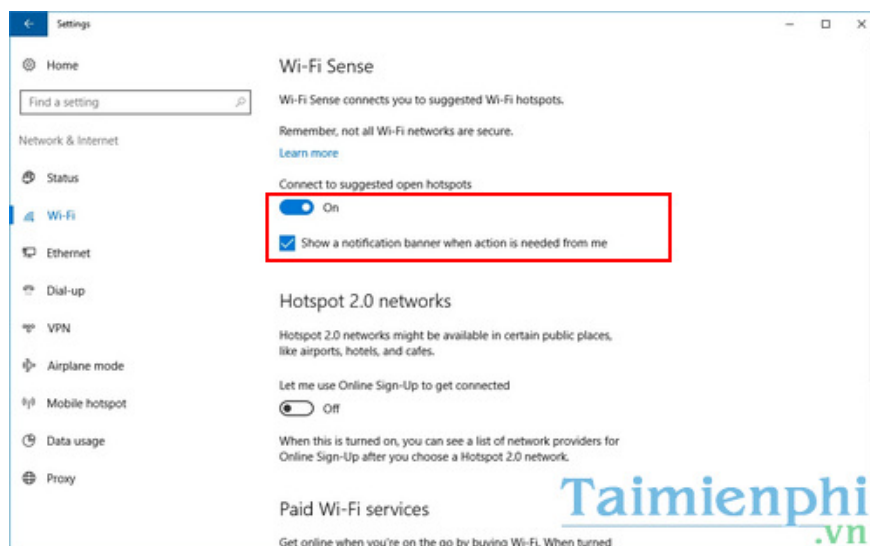 Settings
Home
Find a setting
Network & Internet
Status
Wi-Fi
Ethernet
Dial-up
VPN
Airplane mode
Mobile hotspot
Data usage
Proxy
Wi-Fi Sense
Wi-Fi Sense connects you to suggested Wi-Fi hotspots.
Remember, not all Wi-Fi networks are secure.
Learn more
Connect to suggested open hotspots
On
Show a notification banner when action is needed from me
Hotspot 2.0 networks
Hotspot 2.0 networks might be available in certain public places,
like airports, hotels, and cafes.
Let me use Online Sign-Up to get connected
Off
When this is turned on, you can see a list of network providers for
Online Sign-Up after you choose a Hotspot 2.0 network.
Paid Wi-Fi services
Get online when you're on the go by buying Wi-Fi. When turned
Taimienphi
.vn